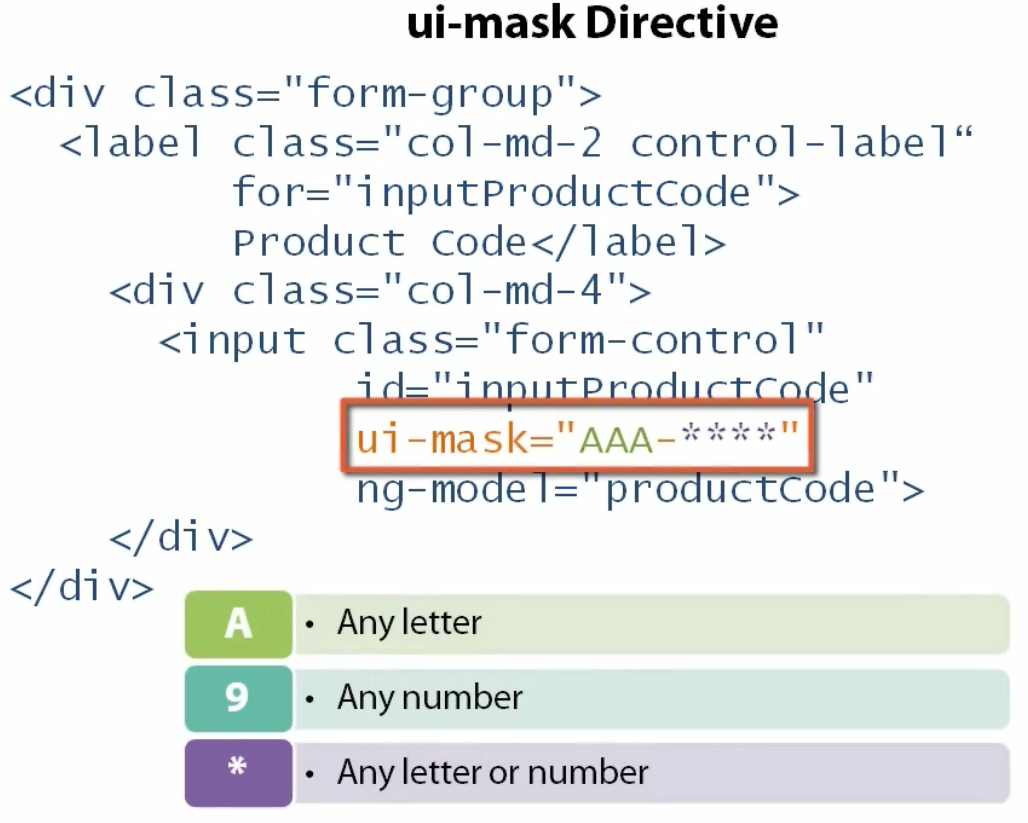 ui-mask Directive
<div class="form-group">
<label class="col-md-2 control-label“
for="inputProductCode">
Product Code</label>
<div class="col-md-4">
<input class="form-control"
id="inputProductCode"
ui-mask="AAA-****"
ng-model="productCode">
</div>
</div>
A • Any letter
9 • Any number
* • Any letter or number